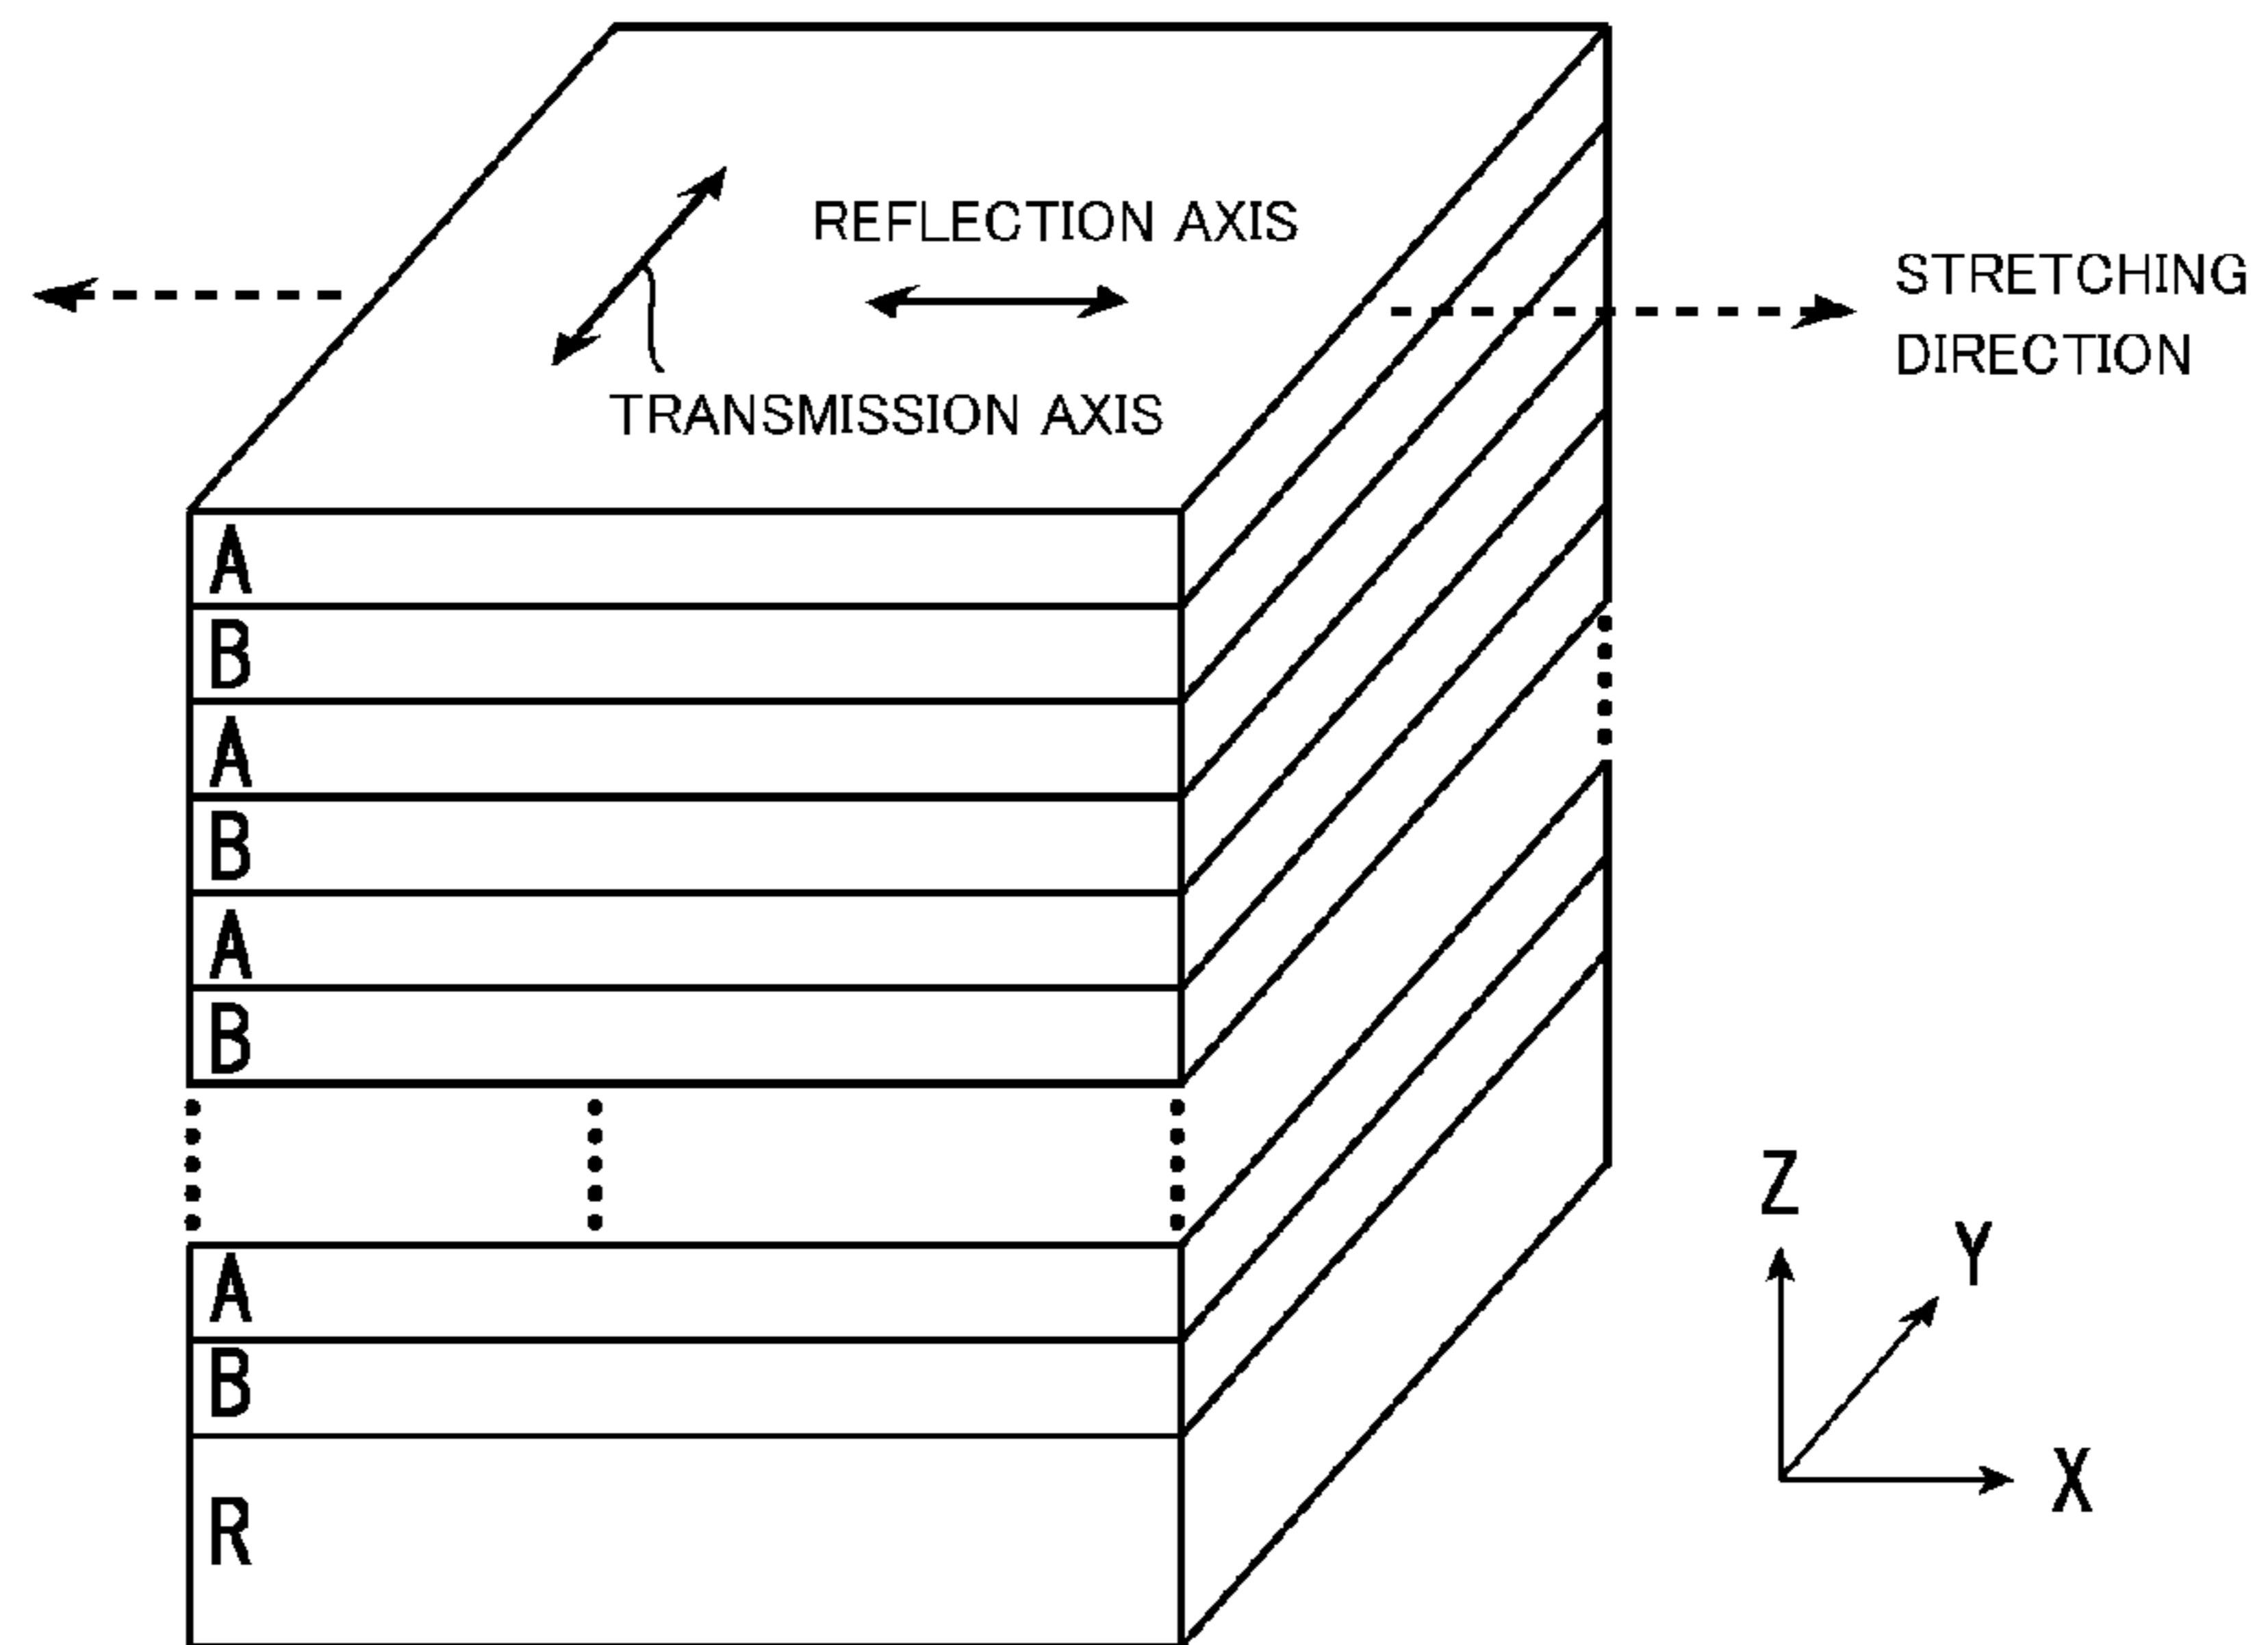 REFLECTION AXIS
STRETCHING
DIRECTION
TRANSMISSION AXIS
A
B
A
B
A
B
A
B
R
Z
Y
X